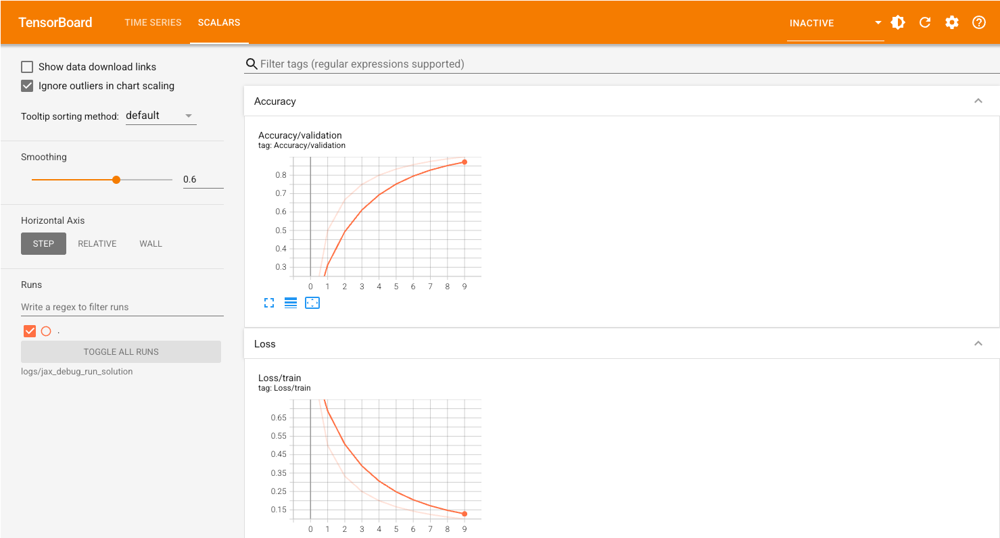 TensorBoard TIME SERIES SCALARS INACTIVE
Show data download links
Ignore outliers in chart scaling
Tooltip sorting method: default
Smoothing
0.6
Horizontal Axis
STEP RELATIVE WALL
Runs
Write a regex to filter runs
.
TOGGLE ALL RUNS
logs/jax_debug_run_solution
Filter tags (regular expressions supported)
Accuracy
Accuracy/validation
tag: Accuracy/validation
0.8
0.7
0.6
0.5
0.4
0.3
0 1 2 3 4 5 6 7 8 9
Loss
Loss/train
tag: Loss/train
0.65
0.55
0.45
0.35
0.25
0.15
0 1 2 3 4 5 6 7 8 9